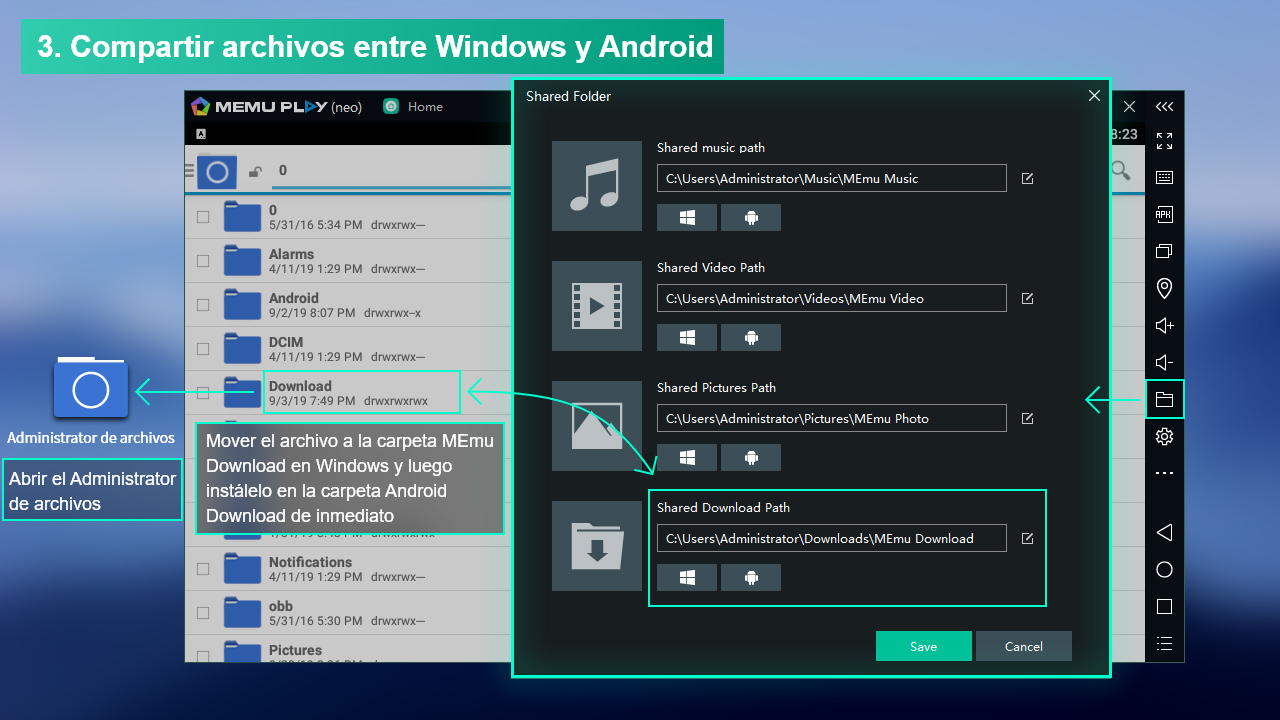 3. Compartir archivos entre Windows y Android
MEMU PLAY (neo)
Home
8:23
0
0
5/31/16 5:34 PM drwxrwx—
Alarms
4/11/19 1:29 PM drwxrwx—
Android
9/2/19 8:07 PM drwxrwx--x
DCIM
4/11/19 1:29 PM drwxrwx—
Download
9/3/19 7:49 PM drwxrwxrwx
Notifications
4/11/19 1:29 PM drwxrwx—
obb
5/31/16 5:30 PM drwxrwx—
Pictures
Administrator de archivos
Abrir el Administrator
de archivos
Mover el archivo a la carpeta MEmu
Download en Windows y luego
instálelo en la carpeta Android
Download de inmediato
Shared Folder
Shared music path
C:\Users\Administrator\Music\MEmu Music
Shared Video Path
C:\Users\Administrator\Videos\MEmu Video
Shared Pictures Path
C:\Users\Administrator\Pictures\MEmu Photo
Shared Download Path
C:\Users\Administrator\Downloads\MEmu Download
Save
Cancel
APK